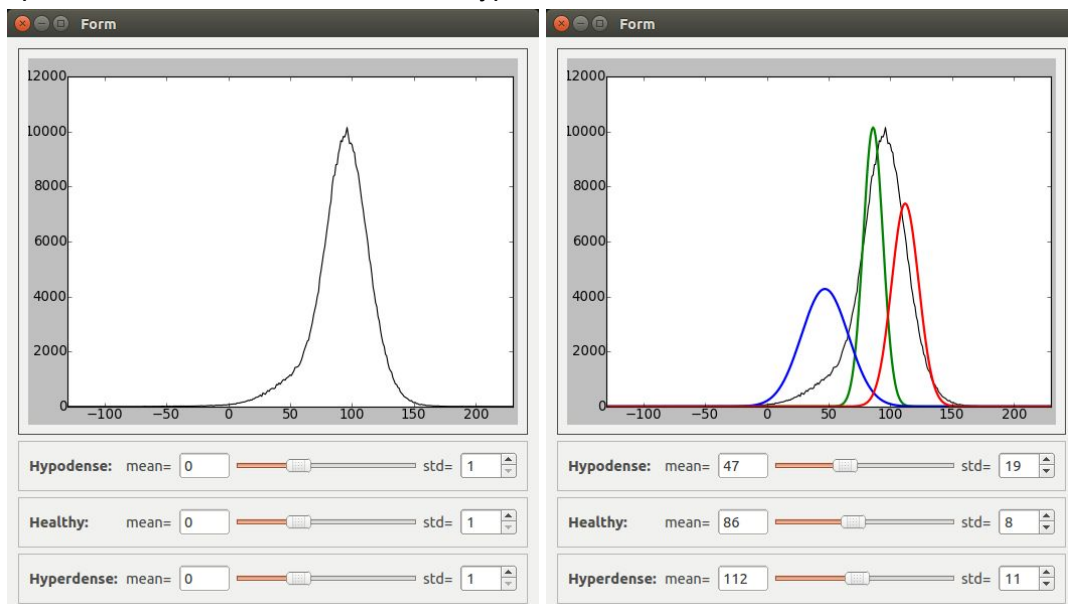 Form
12000
10000
8000
6000
4000
2000
0
−100 −50 0 50 100 150 200
Hypodense: mean= 0 std= 1
Healthy: mean= 0 std= 1
Hyperdense: mean= 0 std= 1
Form
12000
10000
8000
6000
4000
2000
0
−100 −50 0 50 100 150 200
Hypodense: mean= 47 std= 19
Healthy: mean= 86 std= 8
Hyperdense: mean= 112 std= 11